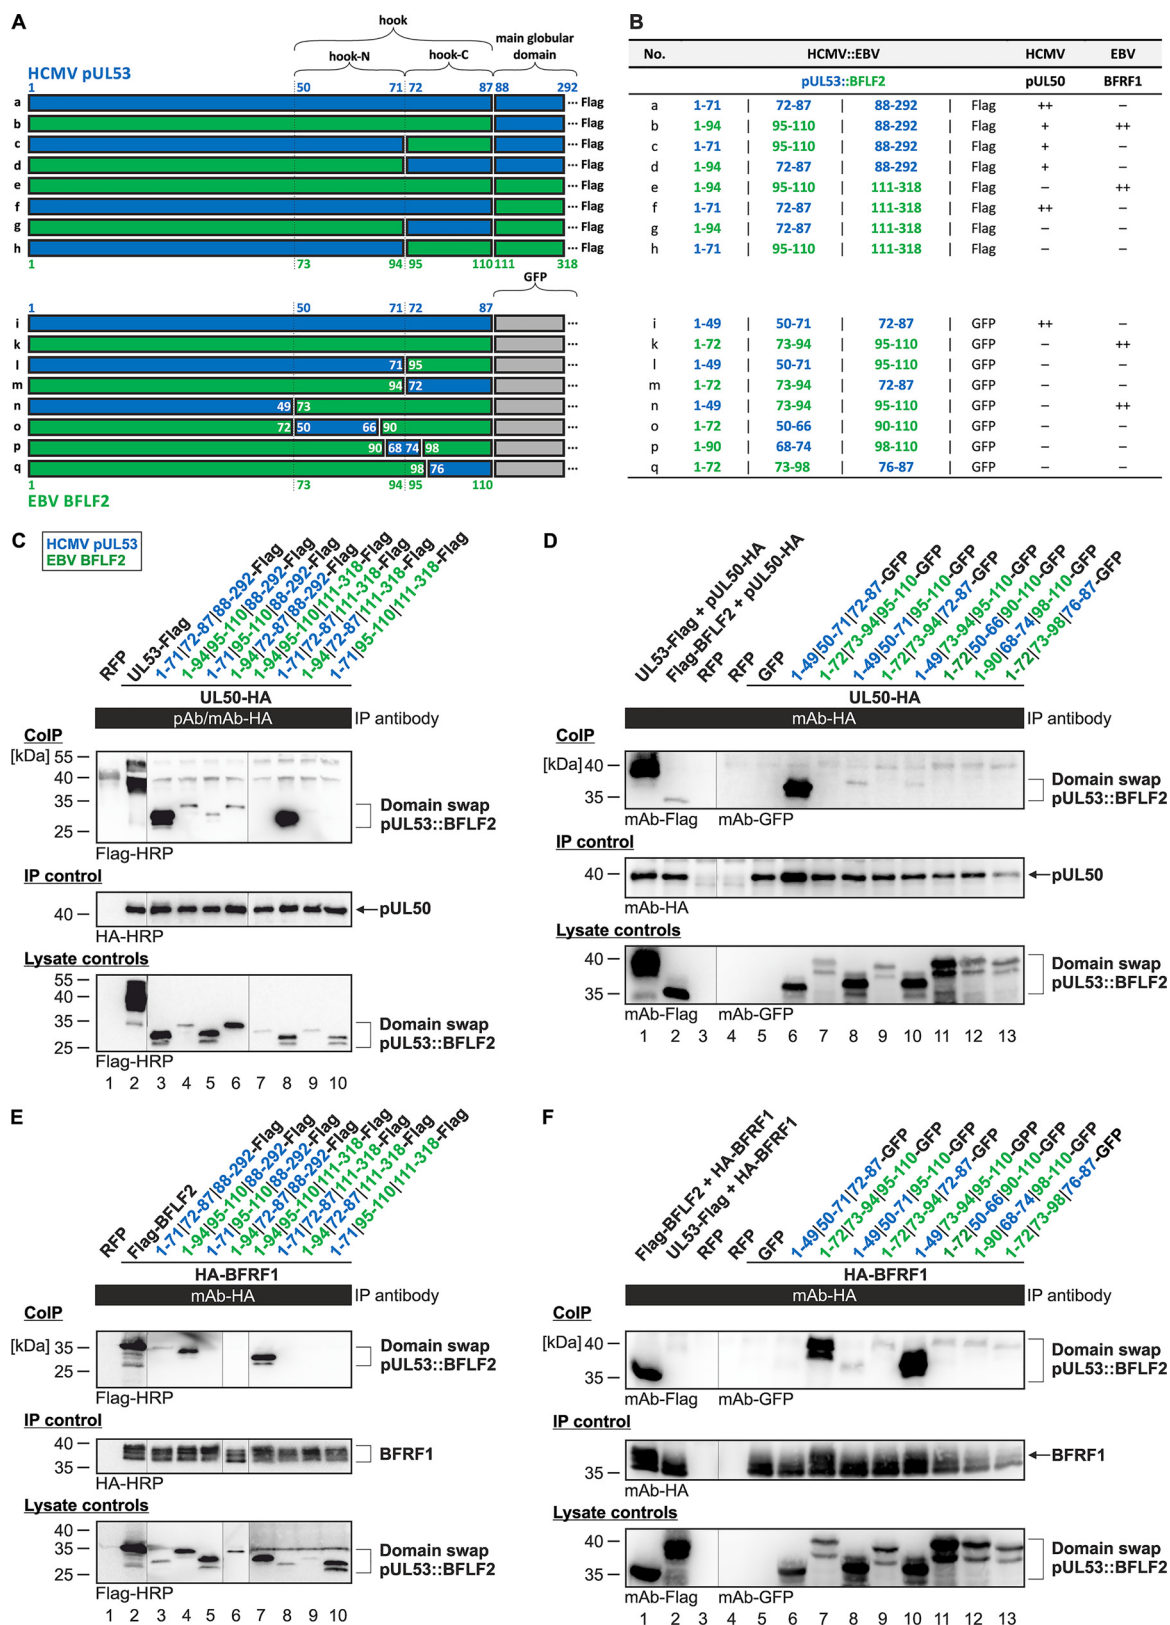 A
hook
main globular
domain
hook-N
hook-C
HCMV pUL53
1 50 71 72 87 88 292
a ··· Flag
b ··· Flag
c ··· Flag
d ··· Flag
e ··· Flag
f ··· Flag
g ··· Flag
h ··· Flag
1 73 94 95 110 111 318
GFP
1 50 71 72 87
i ···
k ···
l 71 95 ···
m 94 72 ···
n 49 73 ···
o 72 50 66 90 ···
p 90 68 74 98 ···
q 98 76 ···
1 73 94 95 110
EBV BFLF2
B
No. HCMV::EBV HCMV EBV
pUL53::BFLF2 pUL50 BFRF1
a 1-71 | 72-87 | 88-292 | Flag ++ –
b 1-94 | 95-110 | 88-292 | Flag + ++
c 1-71 | 95-110 | 88-292 | Flag + –
d 1-94 | 72-87 | 88-292 | Flag + –
e 1-94 | 95-110 | 111-318 | Flag – ++
f 1-71 | 72-87 | 111-318 | Flag ++ –
g 1-94 | 72-87 | 111-318 | Flag – –
h 1-71 | 95-110 | 111-318 | Flag – –
i 1-49 | 50-71 | 72-87 | GFP ++ –
k 1-72 | 73-94 | 95-110 | GFP – ++
l 1-49 | 50-71 | 95-110 | GFP – –
m 1-72 | 73-94 | 72-87 | GFP – –
n 1-49 | 73-94 | 95-110 | GFP – ++
o 1-72 | 50-66 | 90-110 | GFP – –
p 1-90 | 68-74 | 98-110 | GFP – –
q 1-72 | 73-98 | 76-87 | GFP – –
C
HCMV pUL53
EBV BFLF2
RFP
UL53-Flag
1-71|72-87|88-292-Flag
1-94|95-110|88-292-Flag
1-71|95-110|88-292-Flag
1-94|72-87|88-292-Flag
1-94|95-110|111-318-Flag
1-71|72-87|111-318-Flag
1-94|72-87|111-318-Flag
1-71|95-110|111-318-Flag
UL50-HA
pAb/mAb-HA IP antibody
CoIP
[kDa] 55
40
35
25
Domain swap
pUL53::BFLF2
Flag-HRP
IP control
40
pUL50
HA-HRP
Lysate controls
55
40
35
25
Domain swap
pUL53::BFLF2
Flag-HRP
1 2 3 4 5 6 7 8 9 10
D
UL53-Flag + pUL50-HA
Flag-BFLF2 + pUL50-HA
RFP
RFP
GFP
1-49|50-71|72-87-GFP
1-72|73-94|95-110-GFP
1-49|50-71|95-110-GFP
1-72|73-94|72-87-GFP
1-49|73-94|95-110-GFP
1-72|50-66|90-110-GFP
1-90|68-74|98-110-GFP
1-72|73-98|76-87-GFP
UL50-HA
mAb-HA IP antibody
CoIP
[kDa] 40
35
Domain swap
pUL53::BFLF2
mAb-Flag mAb-GFP
IP control
40
pUL50
mAb-HA
Lysate controls
40
35
Domain swap
pUL53::BFLF2
mAb-Flag mAb-GFP
1 2 3 4 5 6 7 8 9 10 11 12 13
E
RFP
Flag-BFLF2
1-71|72-87|88-292-Flag
1-94|95-110|88-292-Flag
1-71|95-110|88-292-Flag
1-94|72-87|88-292-Flag
1-94|95-110|111-318-Flag
1-71|72-87|111-318-Flag
1-94|72-87|111-318-Flag
1-71|95-110|111-318-Flag
HA-BFRF1
mAb-HA IP antibody
CoIP
[kDa] 35
25
Domain swap
pUL53::BFLF2
Flag-HRP
IP control
40
35
BFRF1
HA-HRP
Lysate controls
40
35
25
Domain swap
pUL53::BFLF2
Flag-HRP
1 2 3 4 5 6 7 8 9 10
F
Flag-BFLF2 + HA-BFRF1
UL53-Flag + HA-BFRF1
RFP
RFP
GFP
1-49|50-71|72-87-GFP
1-72|73-94|95-110-GFP
1-49|50-71|95-110-GFP
1-72|73-94|72-87-GFP
1-49|73-94|95-110-GPP
1-72|50-66|90-110-GFP
1-90|68-74|98-110-GFP
1-72|73-98|76-87-GFP
HA-BFRF1
mAb-HA IP antibody
CoIP
[kDa] 40
35
Domain swap
pUL53::BFLF2
mAb-Flag mAb-GFP
IP control
35
BFRF1
mAb-HA
Lysate controls
40
35
Domain swap
pUL53::BFLF2
mAb-Flag mAb-GFP
1 2 3 4 5 6 7 8 9 10 11 12 13